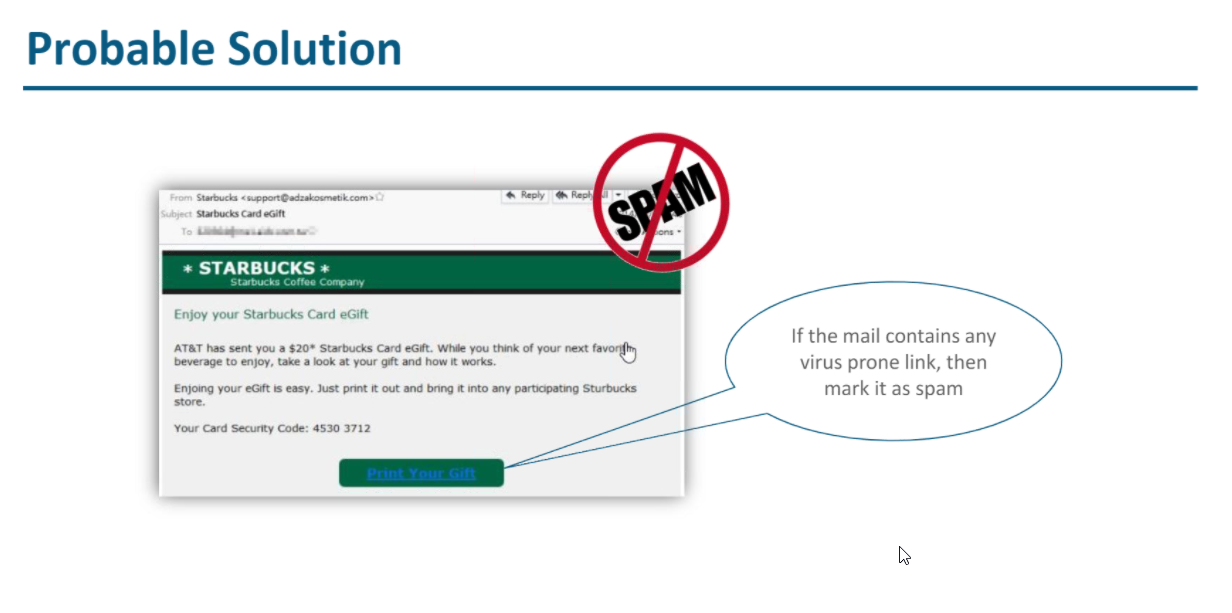 Probable Solution
From Starbucks <support@adzakosmetik.com>
Reply Reply All
Subject Starbucks Card eGift
To
SPAM
* STARBUCKS *
Starbucks Coffee Company
Enjoy your Starbucks Card eGift
AT&T has sent you a $20* Starbucks Card eGift. While you think of your next favorite
beverage to enjoy, take a look at your gift and how it works.
Enjoing your eGift is easy. Just print it out and bring it into any participating Sturbucks
store.
Your Card Security Code: 4530 3712
Print Your Gift
If the mail contains any
virus prone link, then
mark it as spam